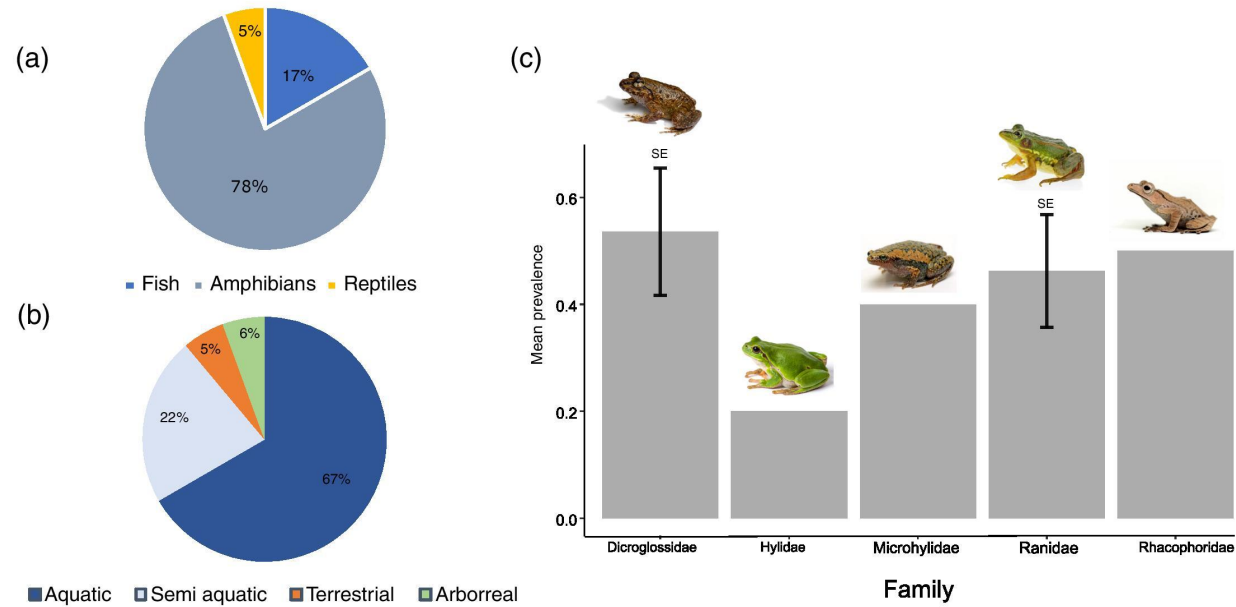 (a)
5%
17%
78%
Fish Amphibians Reptiles
(b)
6%
5%
22%
67%
Aquatic Semi aquatic Terrestrial Arborreal
(c)
SE
SE
Mean prevalence
0.6
0.4
0.2
0.0
Dicroglossidae Hylidae Microhylidae Ranidae Rhacophoridae
Family